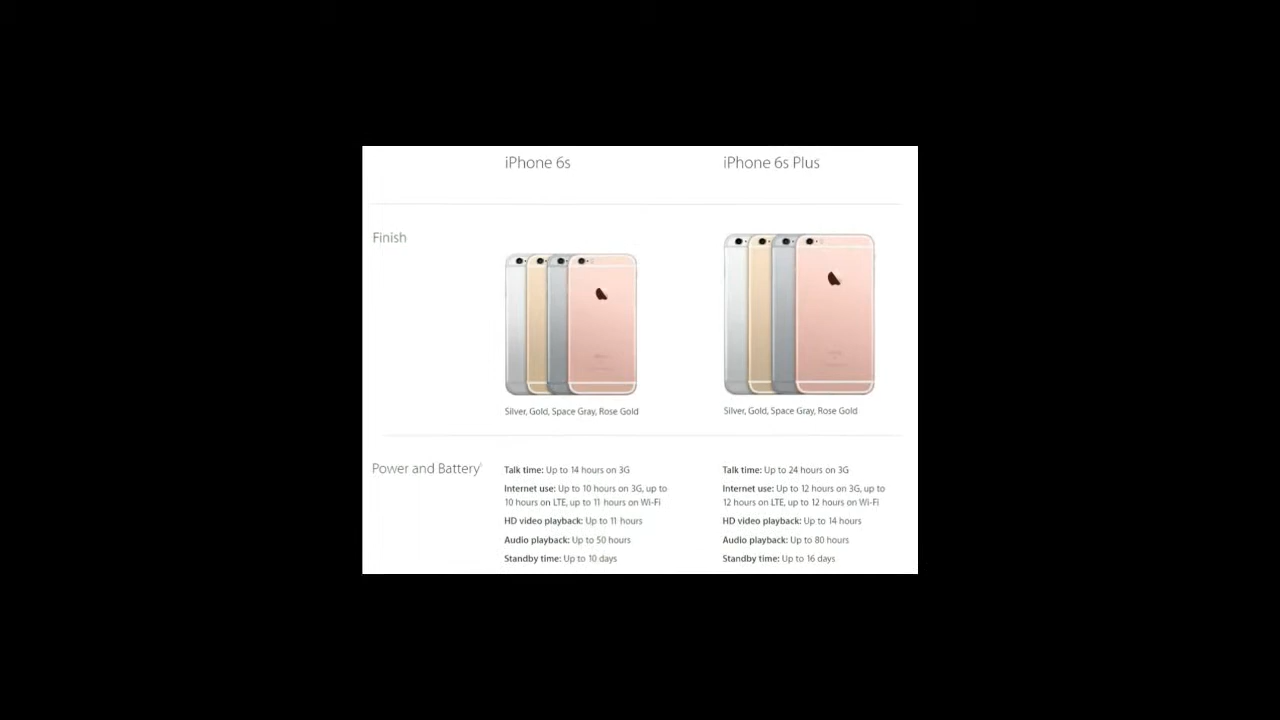 iPhone 6s
iPhone 6s Plus
Finish
Silver, Gold, Space Gray, Rose Gold
Silver, Gold, Space Gray, Rose Gold
Power and Battery¹
Talk time: Up to 14 hours on 3G
Internet use: Up to 10 hours on 3G, up to
10 hours on LTE, up to 11 hours on Wi-Fi
HD video playback: Up to 11 hours
Audio playback: Up to 50 hours
Standby time: Up to 10 days
Talk time: Up to 24 hours on 3G
Internet use: Up to 12 hours on 3G, up to
12 hours on LTE, up to 12 hours on Wi-Fi
HD video playback: Up to 14 hours
Audio playback: Up to 80 hours
Standby time: Up to 16 days